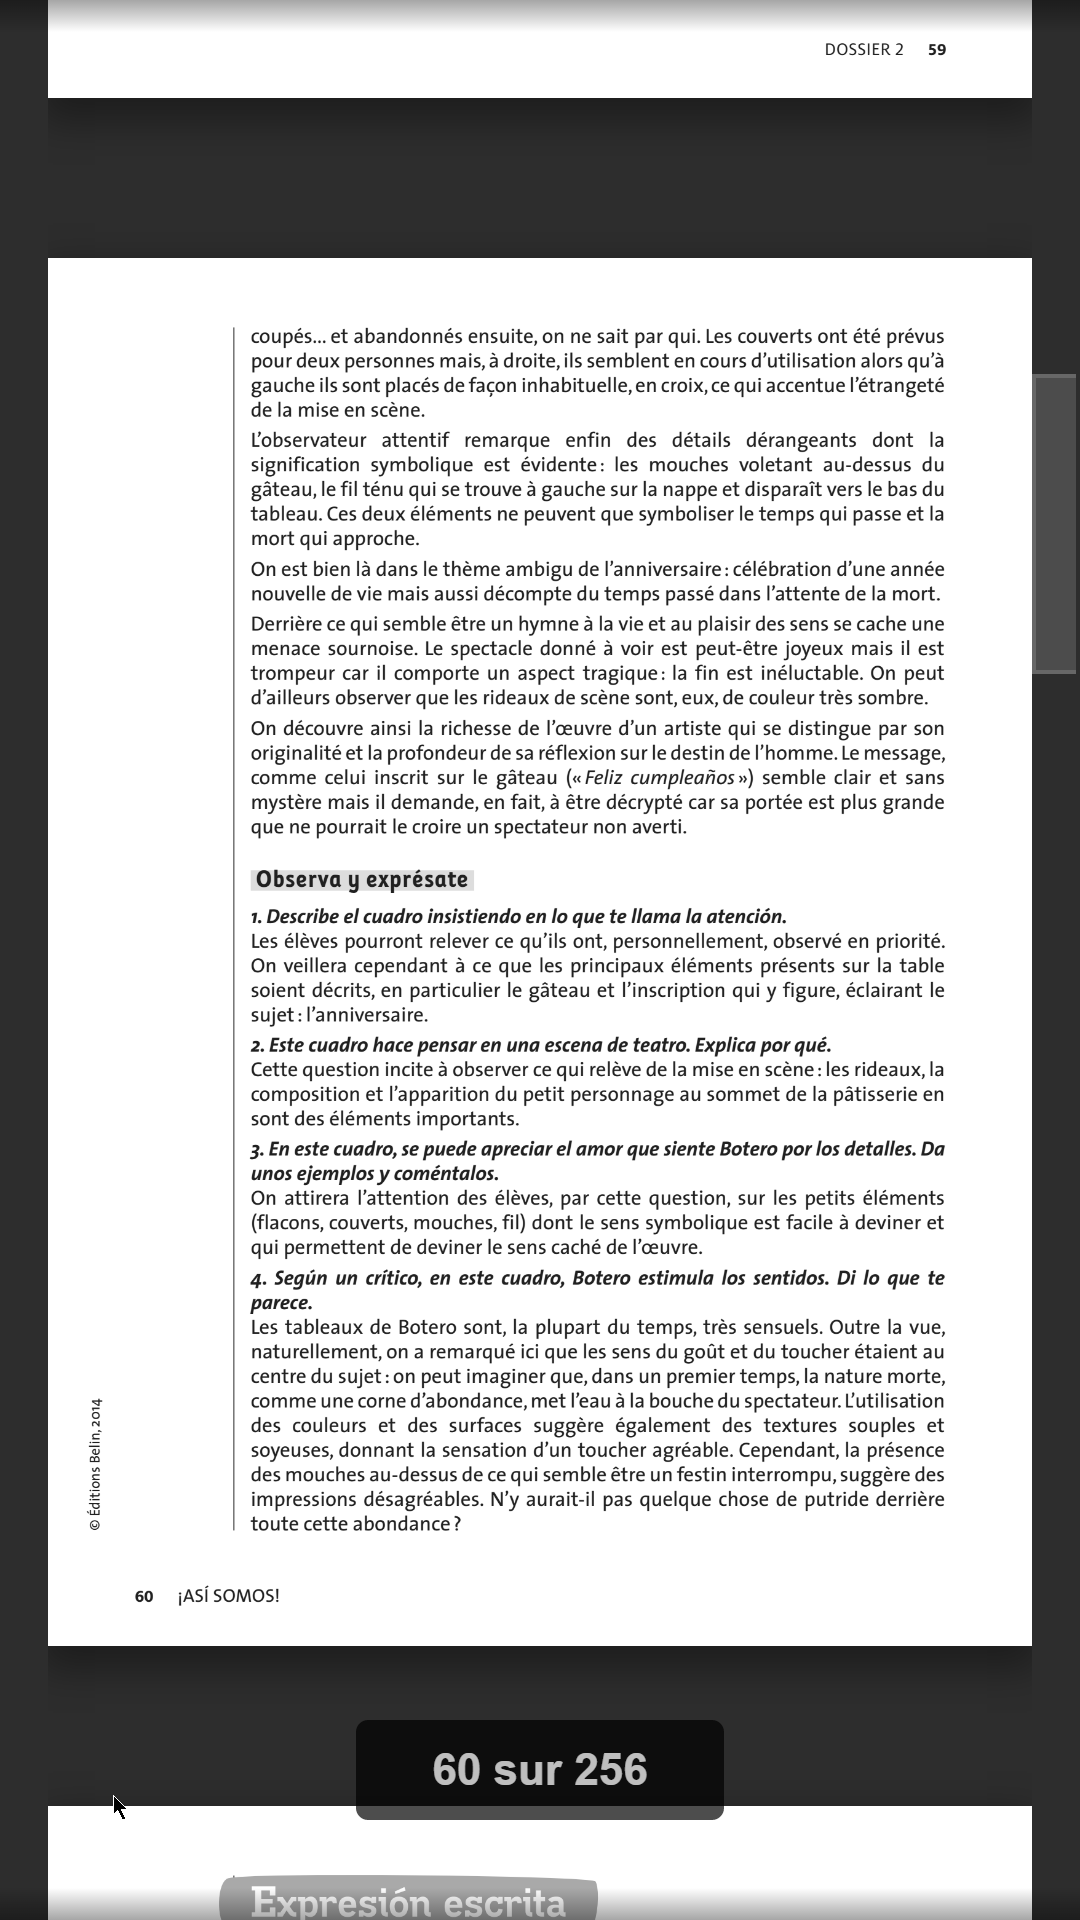 DOSSIER 2 59
coupés... et abandonnés ensuite, on ne sait par qui. Les couverts ont été prévus
pour deux personnes mais, à droite, ils semblent en cours d’utilisation alors qu’à
gauche ils sont placés de façon inhabituelle, en croix, ce qui accentue l’étrangeté
de la mise en scène.
L’observateur attentif remarque enfin des détails dérangeants dont la
signification symbolique est évidente : les mouches voletant au-dessus du
gâteau, le fil ténu qui se trouve à gauche sur la nappe et disparaît vers le bas du
tableau. Ces deux éléments ne peuvent que symboliser le temps qui passe et la
mort qui approche.
On est bien là dans le thème ambigu de l’anniversaire : célébration d’une année
nouvelle de vie mais aussi décompte du temps passé dans l’attente de la mort.
Derrière ce qui semble être un hymne à la vie et au plaisir des sens se cache une
menace sournoise. Le spectacle donné à voir est peut-être joyeux mais il est
trompeur car il comporte un aspect tragique : la fin est inéluctable. On peut
d’ailleurs observer que les rideaux de scène sont, eux, de couleur très sombre.
On découvre ainsi la richesse de l’œuvre d’un artiste qui se distingue par son
originalité et la profondeur de sa réflexion sur le destin de l’homme. Le message,
comme celui inscrit sur le gâteau (« Feliz cumpleaños ») semble clair et sans
mystère mais il demande, en fait, à être décrypté car sa portée est plus grande
que ne pourrait le croire un spectateur non averti.
Observa y exprésate
1. Describe el cuadro insistiendo en lo que te llama la atención.
Les élèves pourront relever ce qu’ils ont, personnellement, observé en priorité.
On veillera cependant à ce que les principaux éléments présents sur la table
soient décrits, en particulier le gâteau et l’inscription qui y figure, éclairant le
sujet : l’anniversaire.
2. Este cuadro hace pensar en una escena de teatro. Explica por qué.
Cette question incite à observer ce qui relève de la mise en scène : les rideaux, la
composition et l’apparition du petit personnage au sommet de la pâtisserie en
sont des éléments importants.
3. En este cuadro, se puede apreciar el amor que siente Botero por los detalles. Da
unos ejemplos y coméntalos.
On attirera l’attention des élèves, par cette question, sur les petits éléments
(flacons, couverts, mouches, fil) dont le sens symbolique est facile à deviner et
qui permettent de deviner le sens caché de l’œuvre.
4. Según un crítico, en este cuadro, Botero estimula los sentidos. Di lo que te
parece.
Les tableaux de Botero sont, la plupart du temps, très sensuels. Outre la vue,
naturellement, on a remarqué ici que les sens du goût et du toucher étaient au
centre du sujet : on peut imaginer que, dans un premier temps, la nature morte,
comme une corne d’abondance, met l’eau à la bouche du spectateur. L’utilisation
des couleurs et des surfaces suggère également des textures souples et
soyeuses, donnant la sensation d’un toucher agréable. Cependant, la présence
des mouches au-dessus de ce qui semble être un festin interrompu, suggère des
impressions désagréables. N’y aurait-il pas quelque chose de putride derrière
toute cette abondance ?
© Éditions Belin, 2014
60 ¡ASÍ SOMOS!
60 sur 256
Expresión escrita